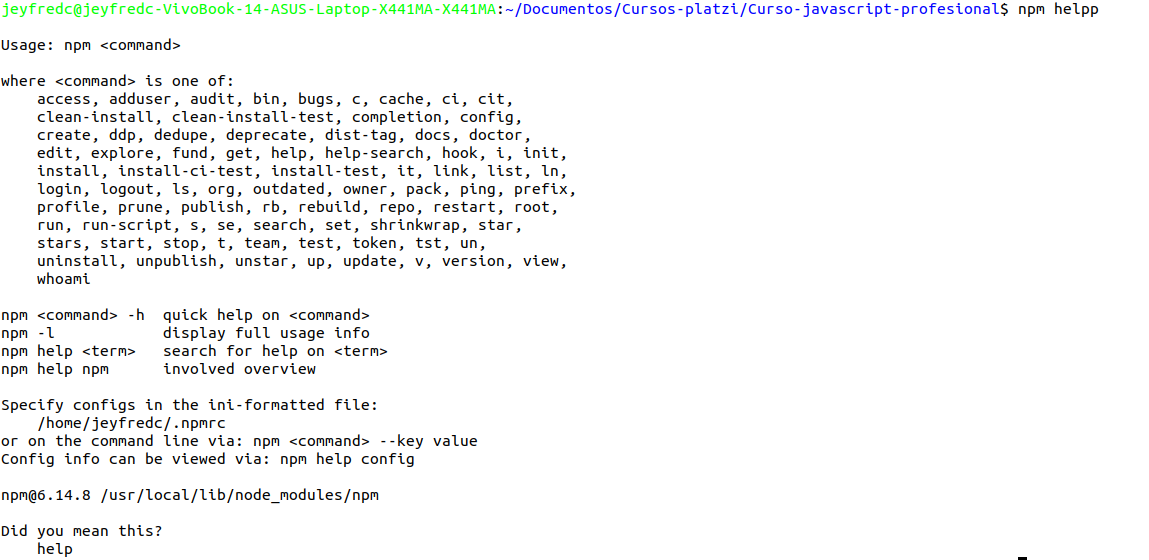 jeyfredc@jeyfredc-VivoBook-14-ASUS-Laptop-X441MA-X441MA:~/Documentos/Cursos-platzi/Curso-javascript-profesional$ npm helpp

Usage: npm <command>

where <command> is one of:
    access, adduser, audit, bin, bugs, c, cache, ci, cit,
    clean-install, clean-install-test, completion, config,
    create, ddp, dedupe, deprecate, dist-tag, docs, doctor,
    edit, explore, fund, get, help, help-search, hook, i, init,
    install, install-ci-test, install-test, it, link, list, ln,
    login, logout, ls, org, outdated, owner, pack, ping, prefix,
    profile, prune, publish, rb, rebuild, repo, restart, root,
    run, run-script, s, se, search, set, shrinkwrap, star,
    stars, start, stop, t, team, test, token, tst, un,
    uninstall, unpublish, unstar, up, update, v, version, view,
    whoami

npm <command> -h  quick help on <command>
npm -l            display full usage info
npm help <term>   search for help on <term>
npm help npm      involved overview

Specify configs in the ini-formatted file:
    /home/jeyfredc/.npmrc
or on the command line via: npm <command> --key value
Config info can be viewed via: npm help config

npm@6.14.8 /usr/local/lib/node_modules/npm

Did you mean this?
    help